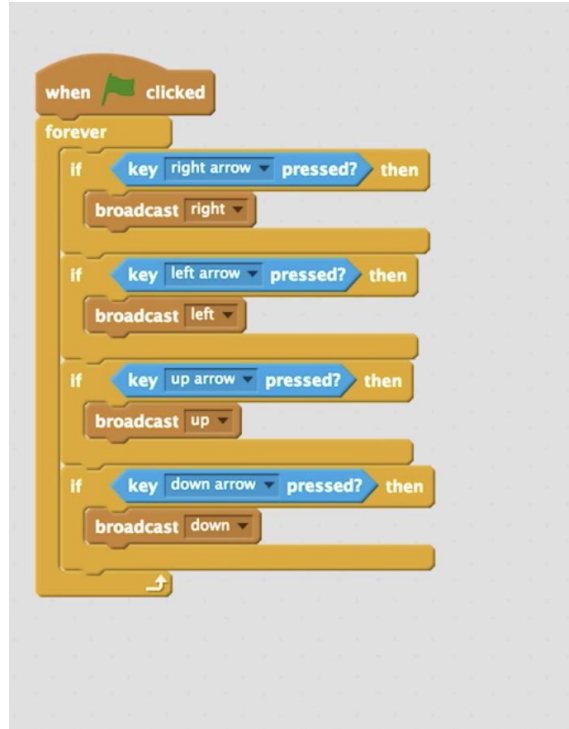 when clicked
forever
if key right arrow pressed? then
broadcast right
if key left arrow pressed? then
broadcast left
if key up arrow pressed? then
broadcast up
if key down arrow pressed? then
broadcast down